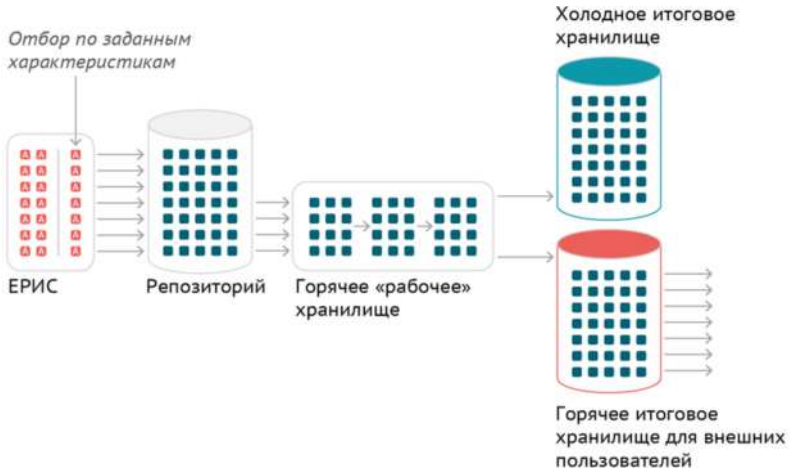 Отбор по заданным
характеристикам
Холодное итоговое
хранилище
ЕРИС
Репозиторий
Горячее «рабочее»
хранилище
Горячее итоговое
хранилище для внешних
пользователей